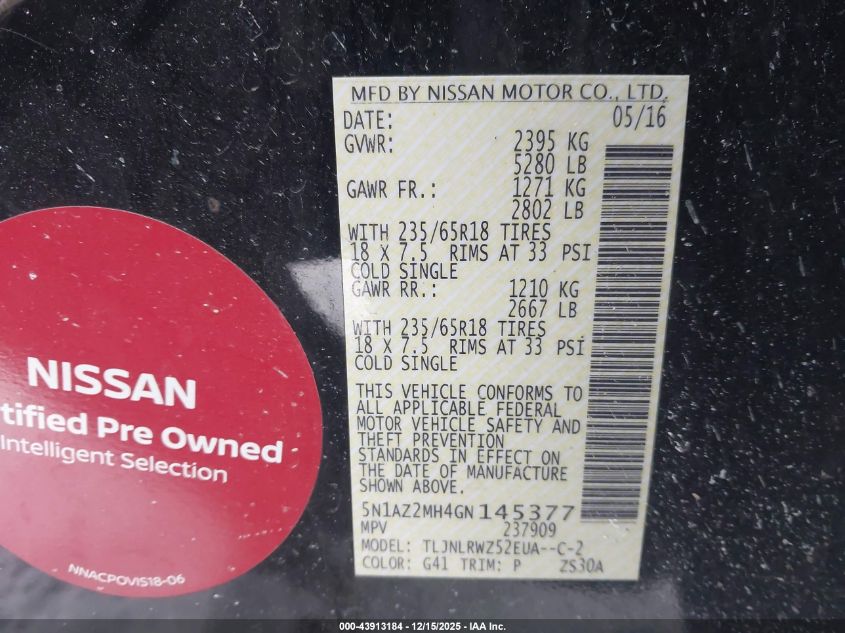 MFD BY NISSAN MOTOR CO., LTD.
DATE: 05/16
GVWR: 2395 KG
5280 LB
GAWR FR.: 1271 KG
2802 LB
WITH 235/65R18 TIRES
18 X 7.5 RIMS AT 33 PSI
COLD SINGLE
GAWR RR.: 1210 KG
2667 LB
WITH 235/65R18 TIRES
18 X 7.5 RIMS AT 33 PSI
COLD SINGLE
THIS VEHICLE CONFORMS TO
ALL APPLICABLE FEDERAL
MOTOR VEHICLE SAFETY AND
THEFT PREVENTION
STANDARDS IN EFFECT ON
THE DATE OF MANUFACTURE
SHOWN ABOVE.
5N1AZ2MH4GN145377
MPV 237909
MODEL: TLJNLRWZ52EUA--C-2
COLOR: G41 TRIM: P ZS30A
NISSAN
tified Pre Owned
Intelligent Selection
NNACPOVIS18-06
000-43913184 - 12/15/2025 - IAA Inc.